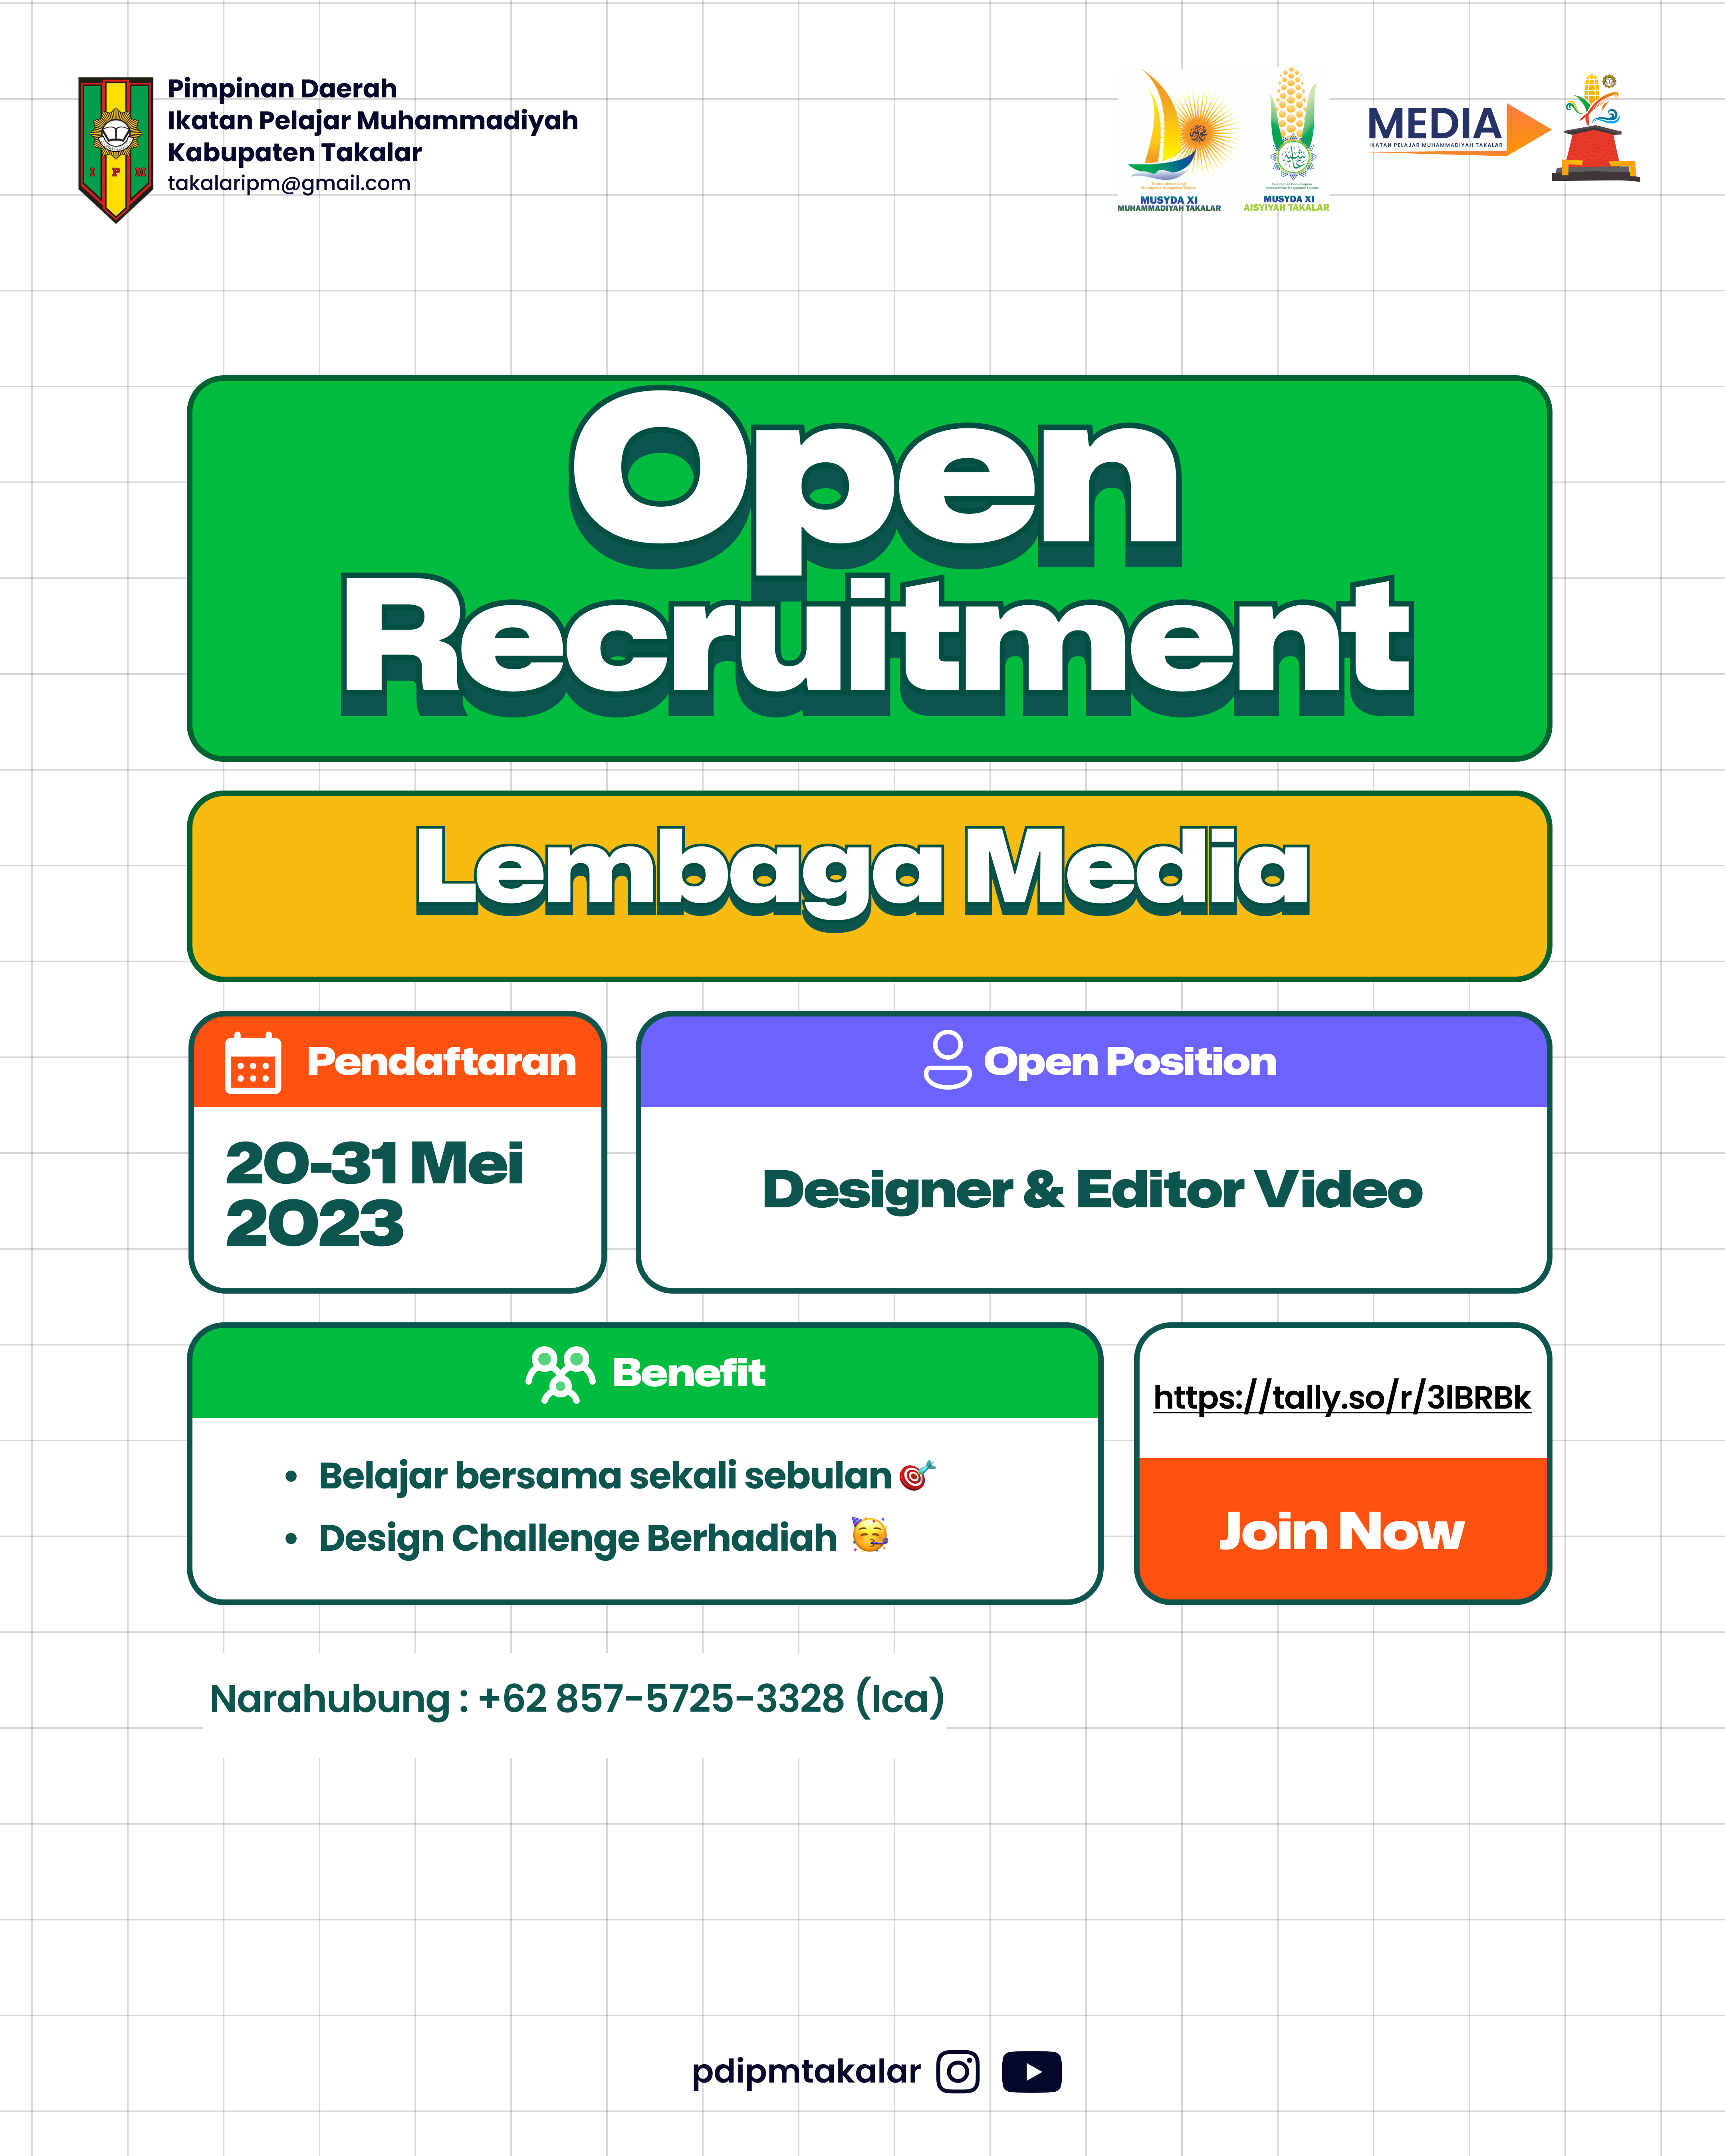 Pimpinan Daerah
Ikatan Pelajar Muhammadiyah
Kabupaten Takalar
takalaripm@gmail.com
I P M
MUSYDA XI
MUHAMMADIYAH TAKALAR
MUSYDA XI
AISYIYAH TAKALAR
MEDIA
IKATAN PELAJAR MUHAMMADIYAH TAKALAR
Open
Recruitment
Lembaga Media
Pendaftaran
20-31 Mei
2023
Open Position
Designer & Editor Video
Benefit
• Belajar bersama sekali sebulan 🎯
• Design Challenge Berhadiah 🥳
https://tally.so/r/3lBRBk
Join Now
Narahubung : +62 857-5725-3328 (Ica)
pdipmtakalar